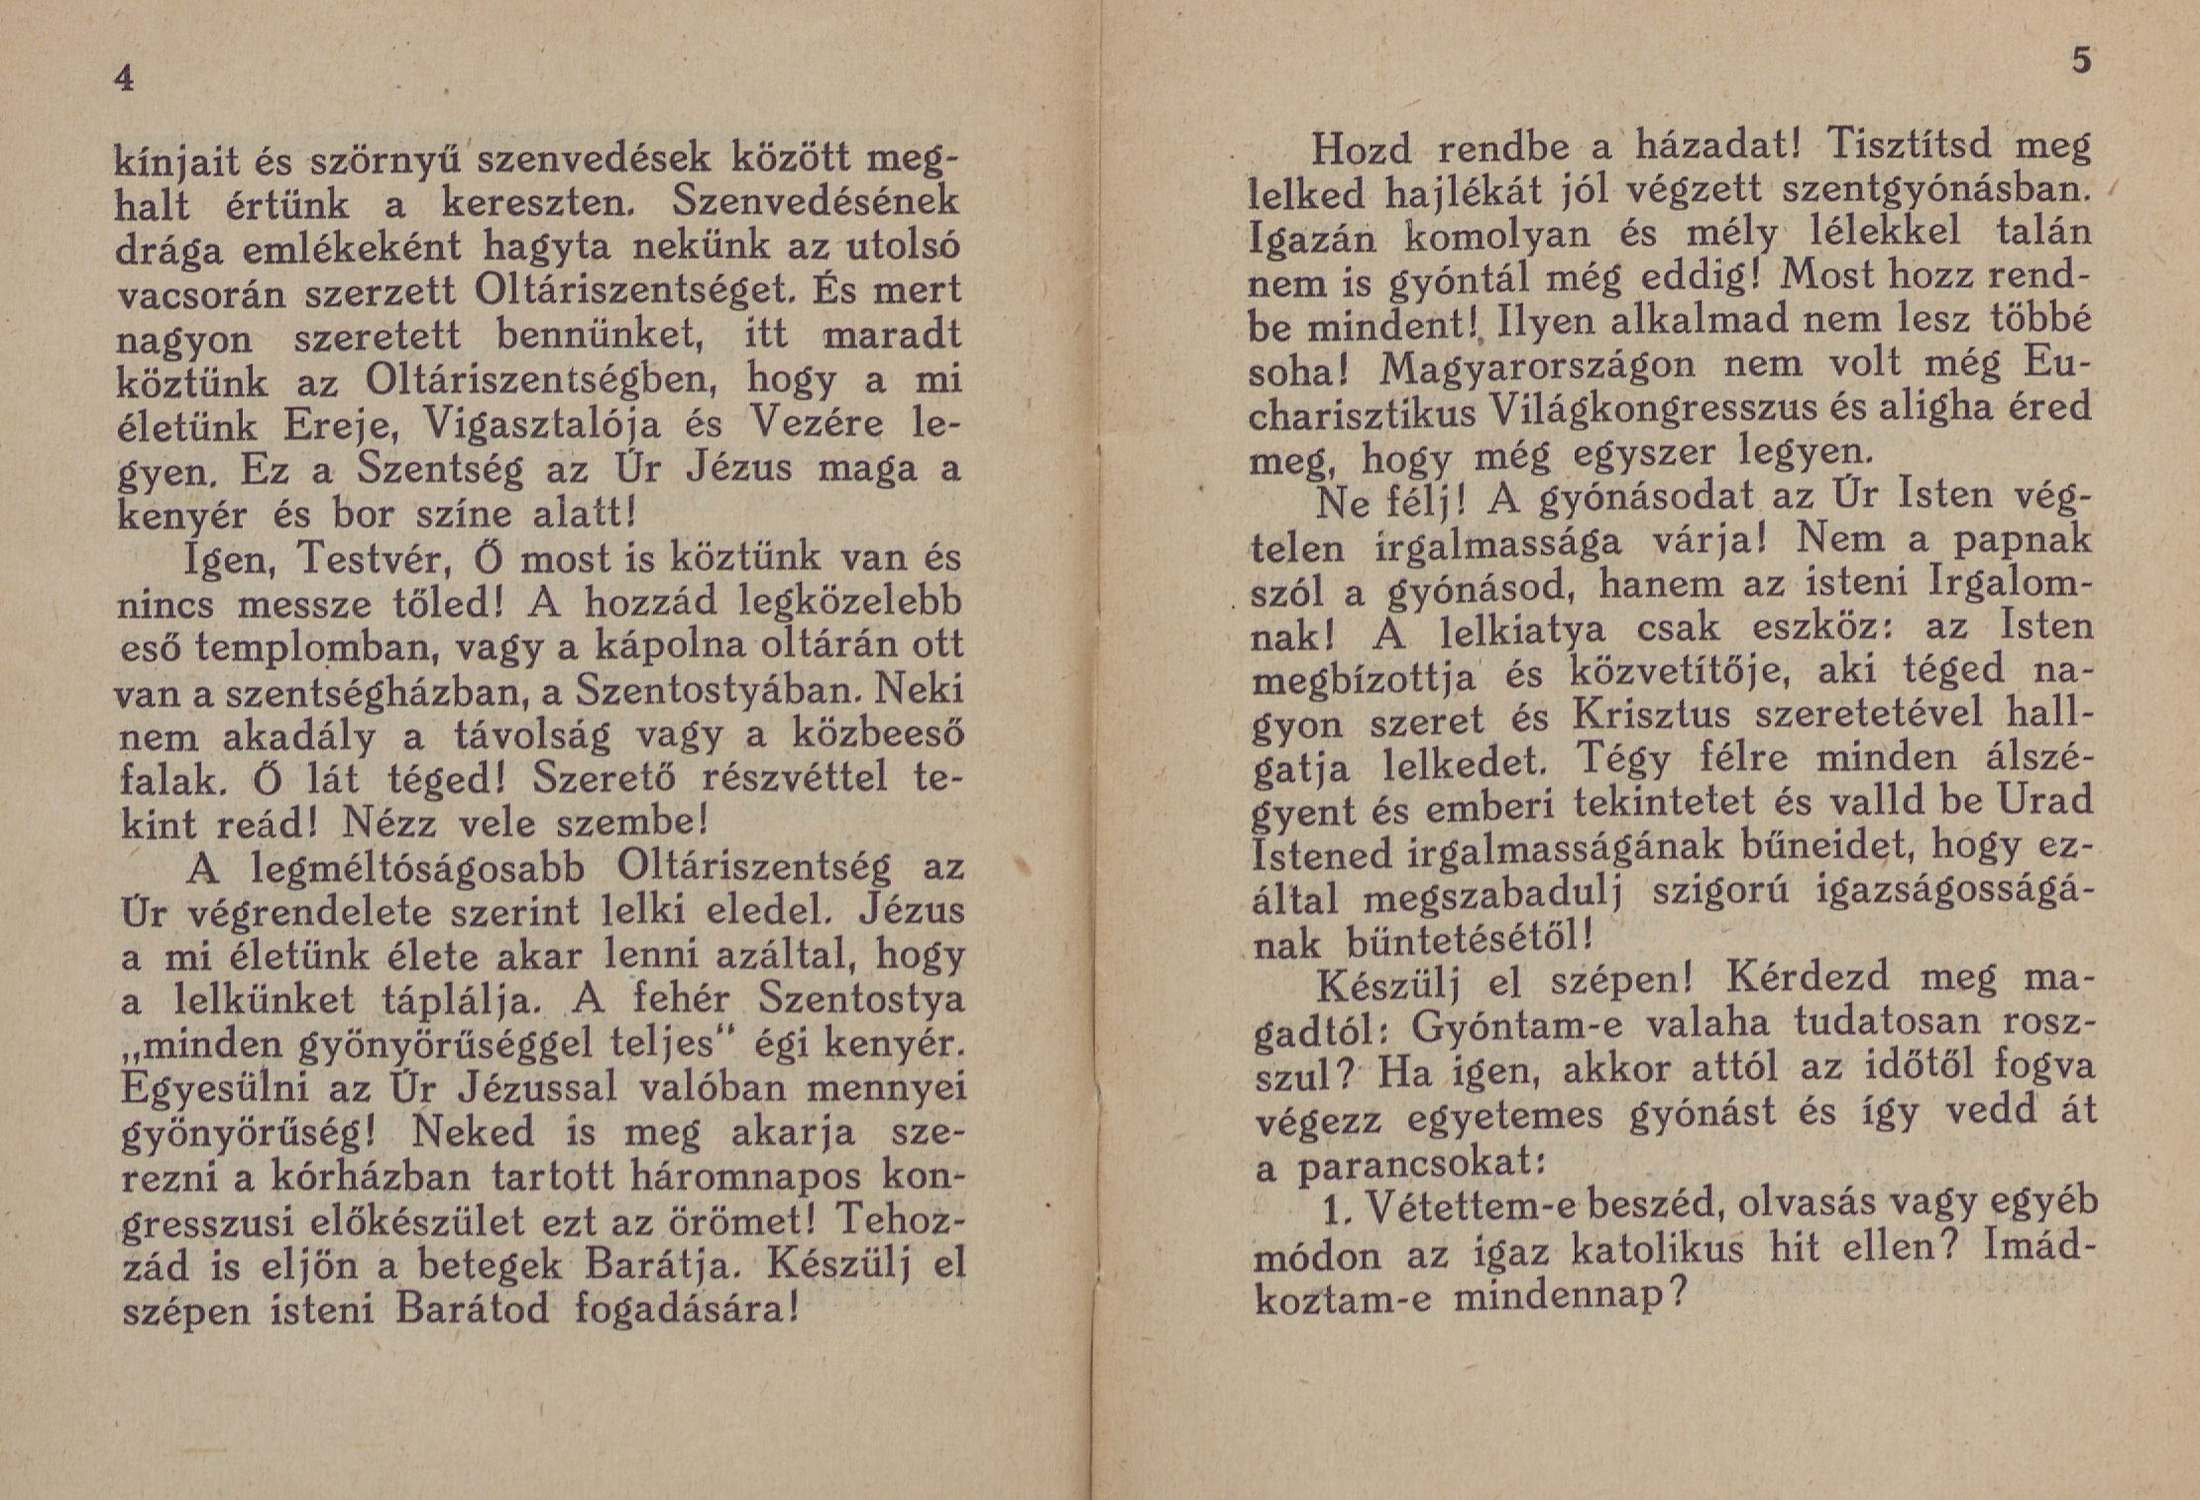 4
kínjait és szörnyű szenvedések között meg-
halt értünk a kereszten. Szenvedésének
drága emlékeként hagyta nekünk az utolsó
vacsorán szerzett Oltáriszentséget. És mert
nagyon szeretett bennünket, itt maradt
köztünk az Oltáriszentségben, hogy a mi
életünk Ereje, Vigasztalója és Vezére le-
gyen. Ez a Szentség az Úr Jézus maga a
kenyér és bor színe alatt!
Igen, Testvér, Ő most is köztünk van és
nincs messze tőled! A hozzád legközelebb
eső templomban, vagy a kápolna oltárán ott
van a szentségházban, a Szentostyában. Neki
nem akadály a távolság vagy a közbeeső
falak. Ő lát téged! Szerető részvéttel te-
kint reád! Nézz vele szembe!
A legméltóságosabb Oltáriszentség az
Úr végrendelete szerint lelki eledel. Jézus
a mi életünk élete akar lenni azáltal, hogy
a lelkünket táplálja. A fehér Szentostya
„minden gyönyörűséggel teljes" égi kenyér.
Egyesülni az Úr Jézussal valóban mennyei
gyönyörűség! Neked is meg akarja sze-
rezni a kórházban tartott háromnapos kon-
gresszusi előkészület ezt az örömet! Tehoz-
zád is eljön a betegek Barátja. Készülj el
szépen isteni Barátod fogadására!
5
Hozd rendbe a házadat! Tisztítsd meg
lelked hajlékát jól végzett szentgyónásban.
Igazán komolyan és mély lélekkel talán
nem is gyóntál még eddig! Most hozz rend-
be mindent! Ilyen alkalmad nem lesz többé
soha! Magyarországon nem volt még Eu-
charisztikus Világkongresszus és aligha éred
meg, hogy még egyszer legyen.
Ne félj! A gyónásodat az Úr Isten vég-
telen irgalmassága várja! Nem a papnak
szól a gyónásod, hanem az isteni Irgalom-
nak! A lelkiatya csak eszköz: az Isten
megbízottja és közvetítője, aki téged na-
gyon szeret és Krisztus szeretetével hall-
gatja lelkedet. Tégy félre minden álszé-
gyent és emberi tekintetet és valld be Urad
Istened irgalmasságának bűneidet, hogy ez-
által megszabadulj szigorú igazságosságá-
nak büntetésétől!
Készülj el szépen! Kérdezd meg ma-
gadtól: Gyóntam-e valaha tudatosan rosz-
szul? Ha igen, akkor attól az időtől fogva
végezz egyetemes gyónást és így vedd át
a parancsokat:
1. Vétettem-e beszéd, olvasás vagy egyéb
módon az igaz katolikus hit ellen? Imád-
koztam-e mindennap?